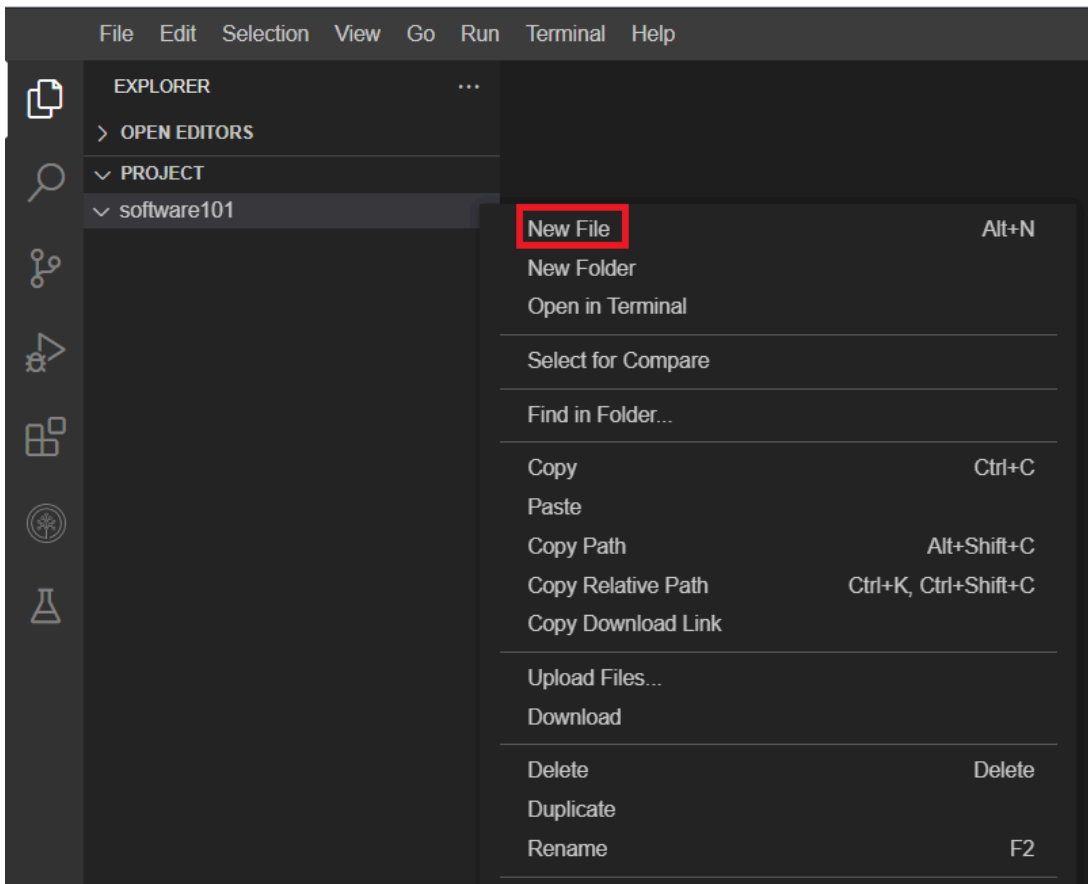 File Edit Selection View Go Run Terminal Help
EXPLORER ...
OPEN EDITORS
PROJECT
software101
New File Alt+N
New Folder
Open in Terminal
Select for Compare
Find in Folder...
Copy Ctrl+C
Paste
Copy Path Alt+Shift+C
Copy Relative Path Ctrl+K, Ctrl+Shift+C
Copy Download Link
Upload Files...
Download
Delete Delete
Duplicate
Rename F2